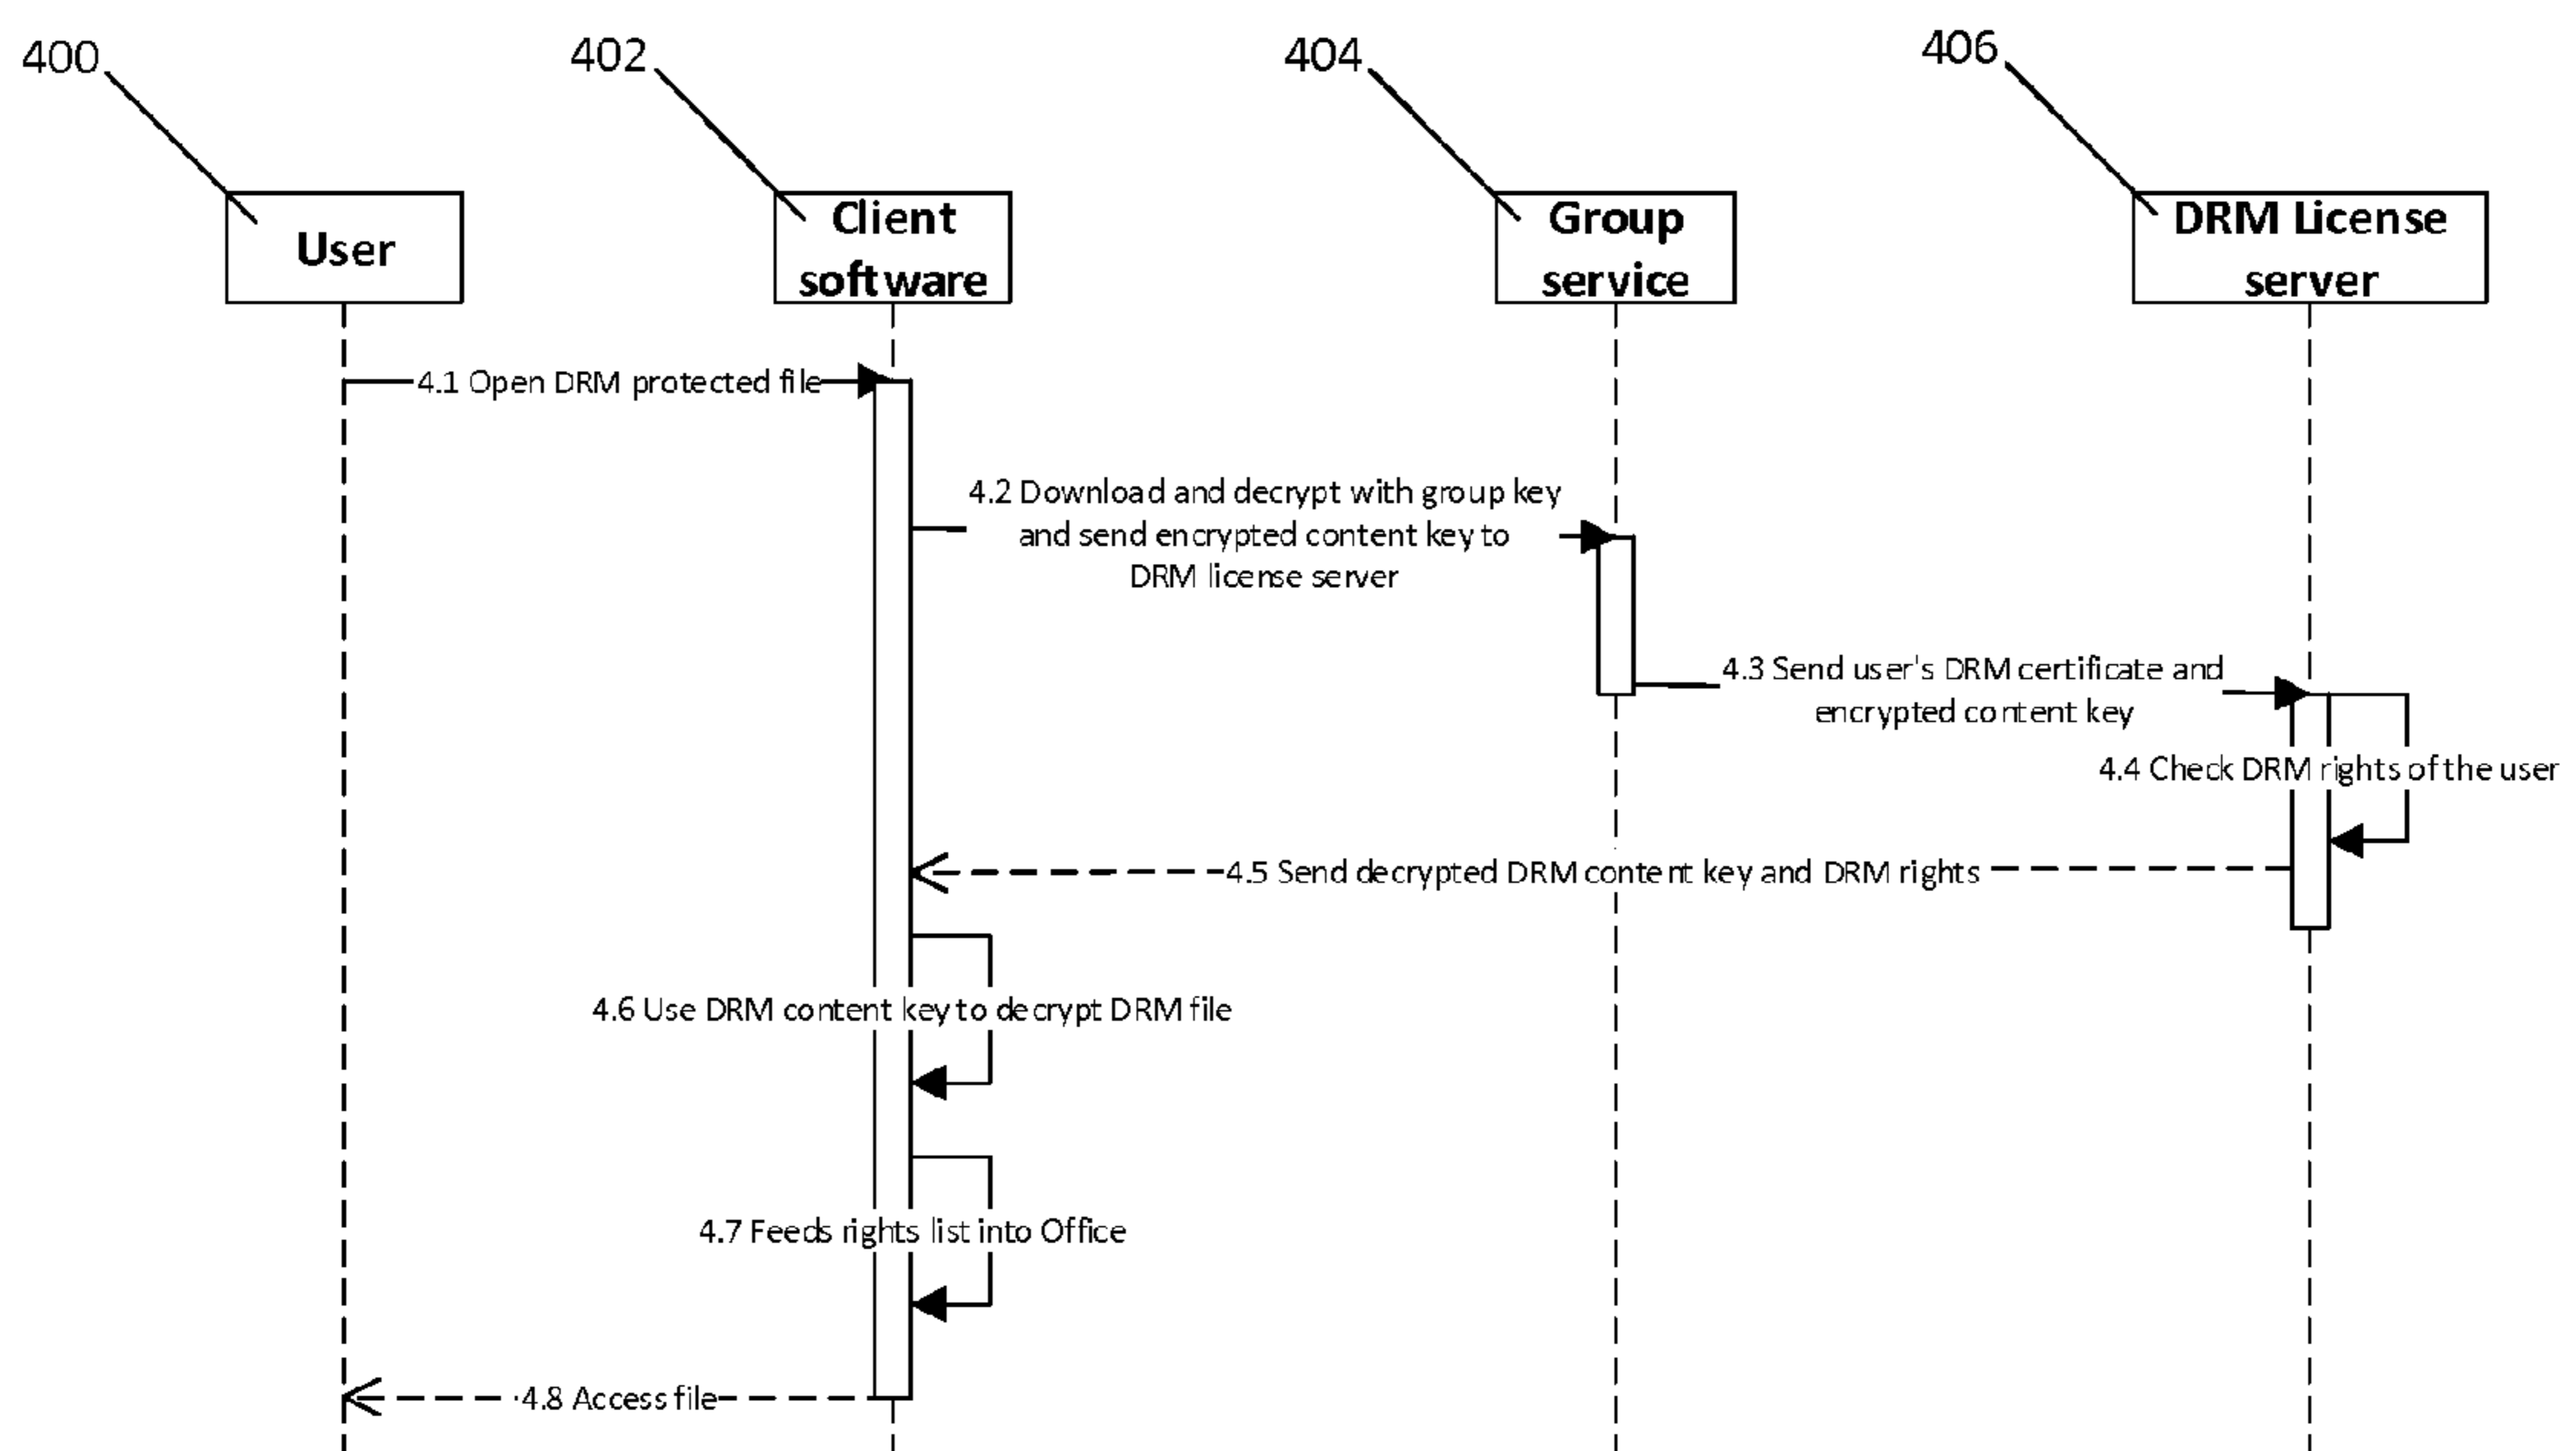 400
402
404
406
User
Client
software
Group
service
DRM License
server
4.1 Open DRM protected file
4.2 Download and decrypt with group key
and send encrypted content key to
DRM license server
4.3 Send user's DRM certificate and
encrypted content key
4.4 Check DRM rights of the user
4.5 Send decrypted DRM content key and DRM rights
4.6 Use DRM content key to decrypt DRM file
4.7 Feeds rights list into Office
4.8 Access file